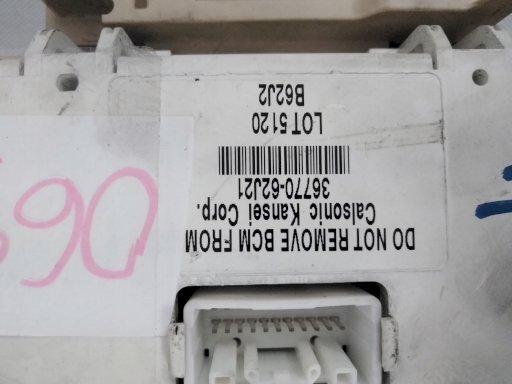 DO NOT REMOVE BCM FROM
Calsonic Kansei Corp.
36770-62J21
LOT 5120
B62J2